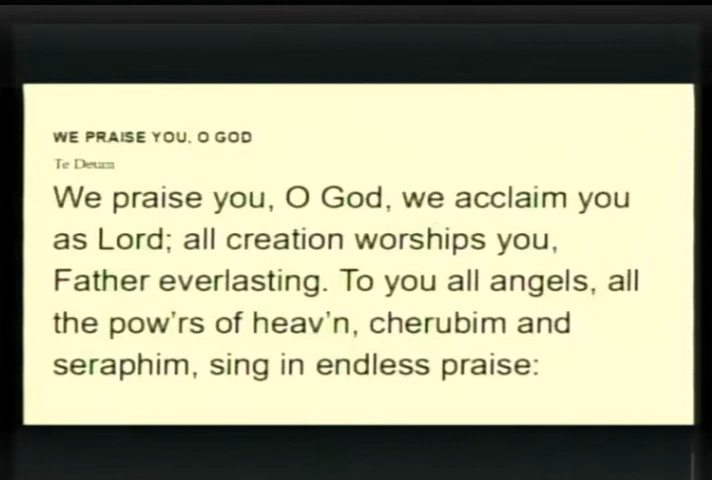 WE PRAISE YOU, O GOD
Te Deum
We praise you, O God, we acclaim you
as Lord; all creation worships you,
Father everlasting. To you all angels, all
the pow'rs of heav'n, cherubim and
seraphim, sing in endless praise: